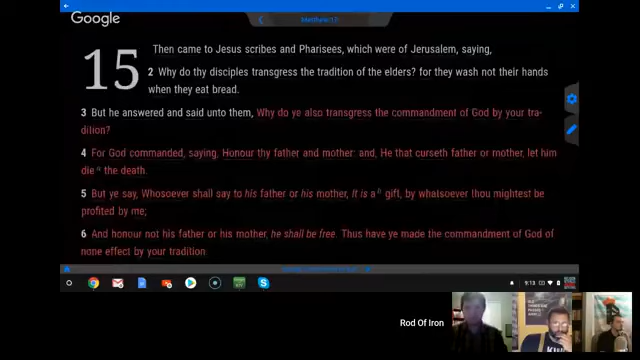 Google
Matthew 17
15 Then came to Jesus scribes and Pharisees, which were of Jerusalem, saying,
2 Why do thy disciples transgress the tradition of the elders? for they wash not their hands
when they eat bread.
3 But he answered and said unto them, Why do ye also transgress the commandment of God by your tra-
dition?
4 For God commanded, saying, Honour thy father and mother: and, He that curseth father or mother, let him
die a the death.
5 But ye say, Whosoever shall say to his father or his mother, It is a b gift, by whatsoever thou mightest be
profited by me;
6 And honour not his father or his mother, he shall be free. Thus have ye made the commandment of God of
none effect by your tradition.
9:13
Rod Of Iron